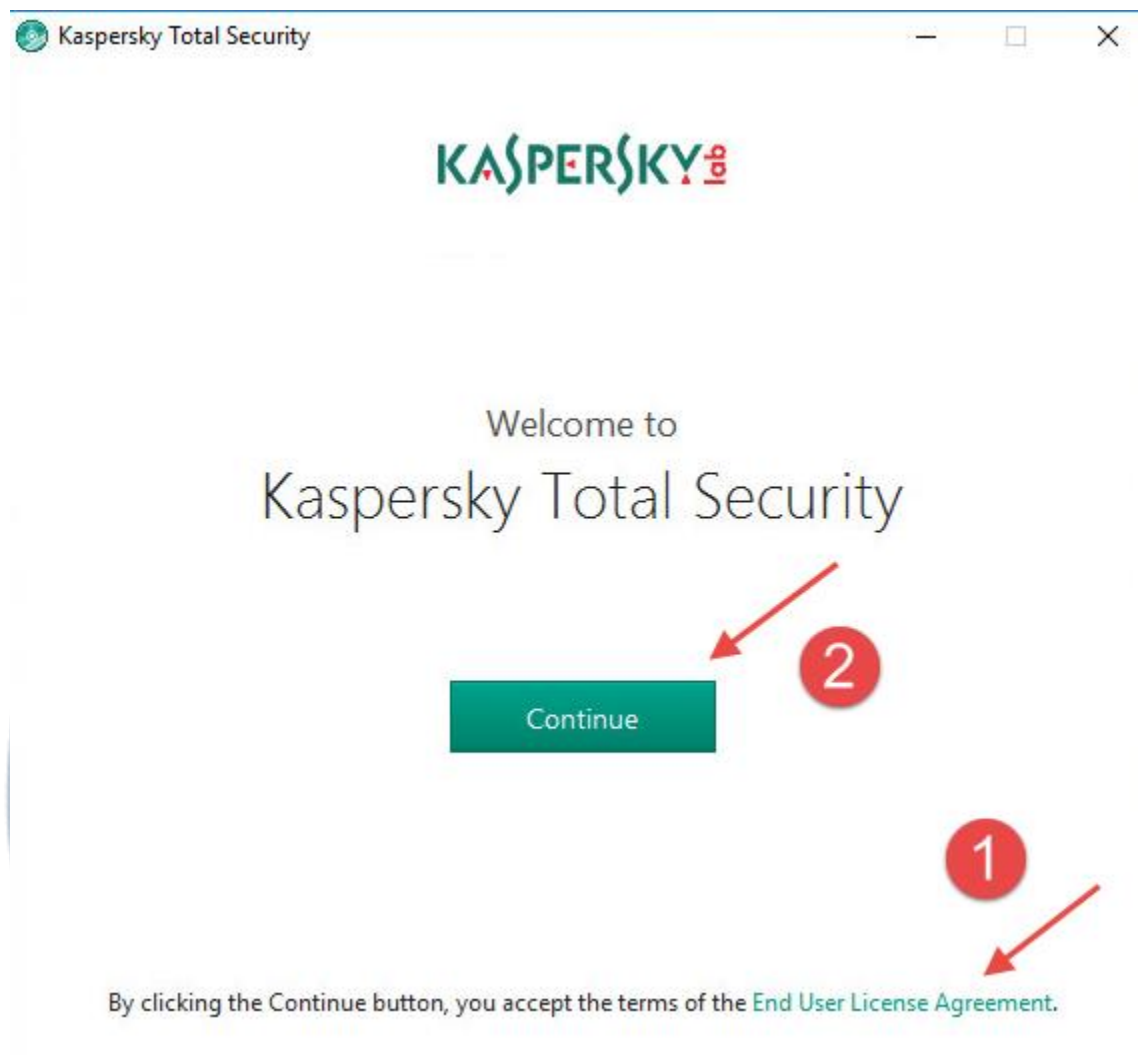 Kaspersky Total Security
KASPERSKY lab
Welcome to
Kaspersky Total Security
2
Continue
1
By clicking the Continue button, you accept the terms of the End User License Agreement.